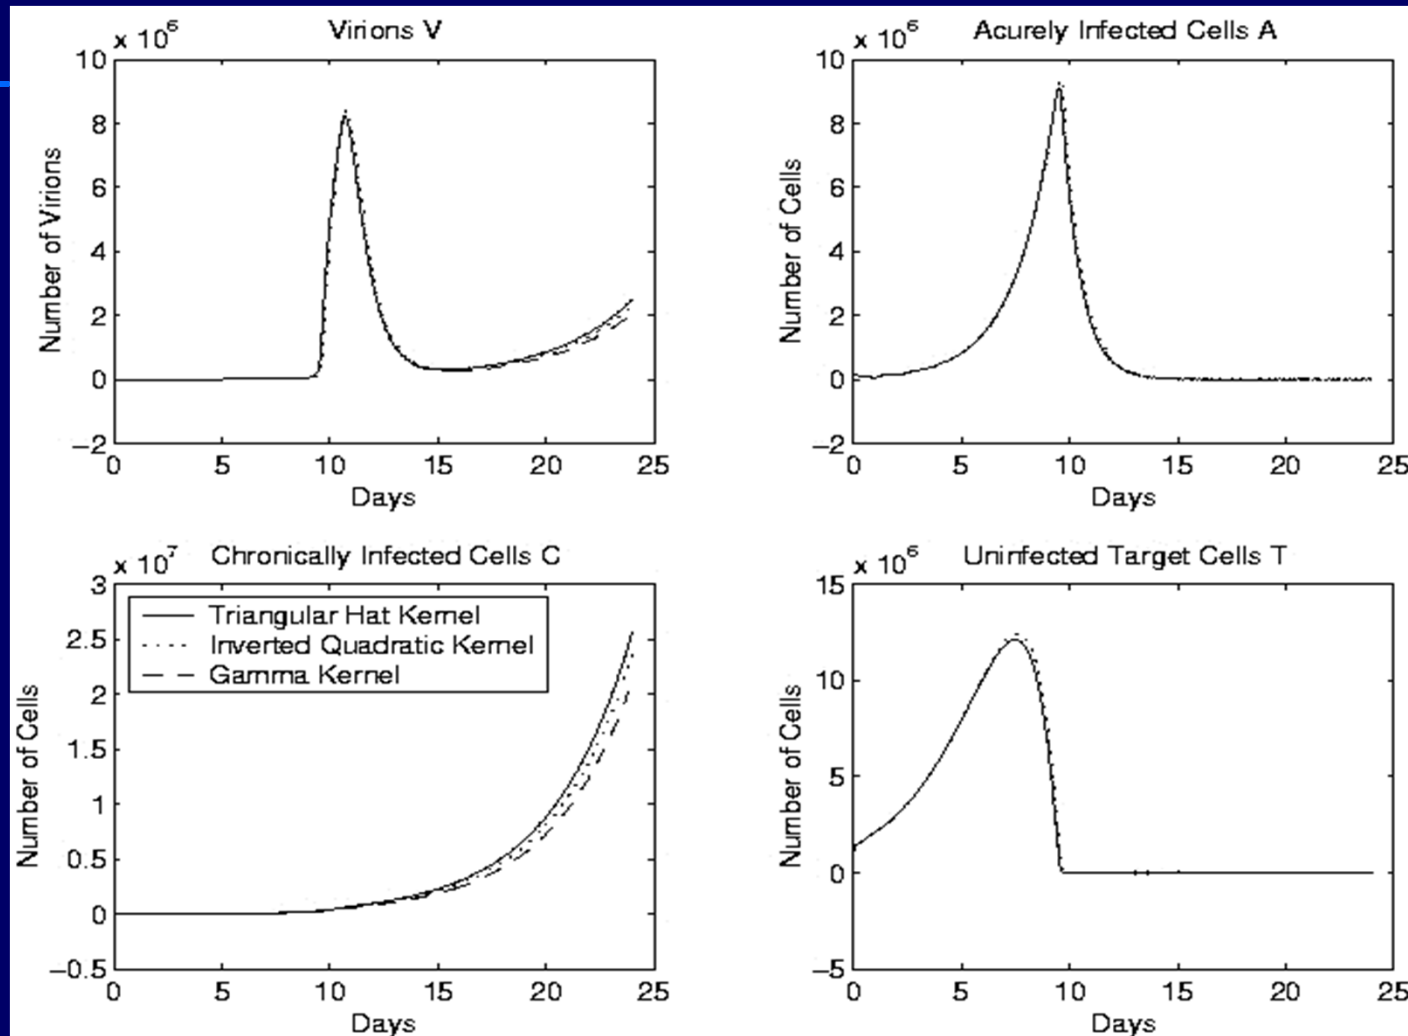 Virions V
x 10^6
Number of Virions
10
8
6
4
2
0
−2
0 5 10 15 20 25
Days
Acurely Infected Cells A
x 10^6
Number of Cells
10
8
6
4
2
0
−2
0 5 10 15 20 25
Days
Chronically Infected Cells C
x 10^7
Number of Cells
3
2.5
2
1.5
1
0.5
0
−0.5
Triangular Hat Kernel
Inverted Quadratic Kernel
Gamma Kernel
0 5 10 15 20 25
Days
Uninfected Target Cells T
x 10^6
Number of Cells
15
10
5
0
−5
0 5 10 15 20 25
Days